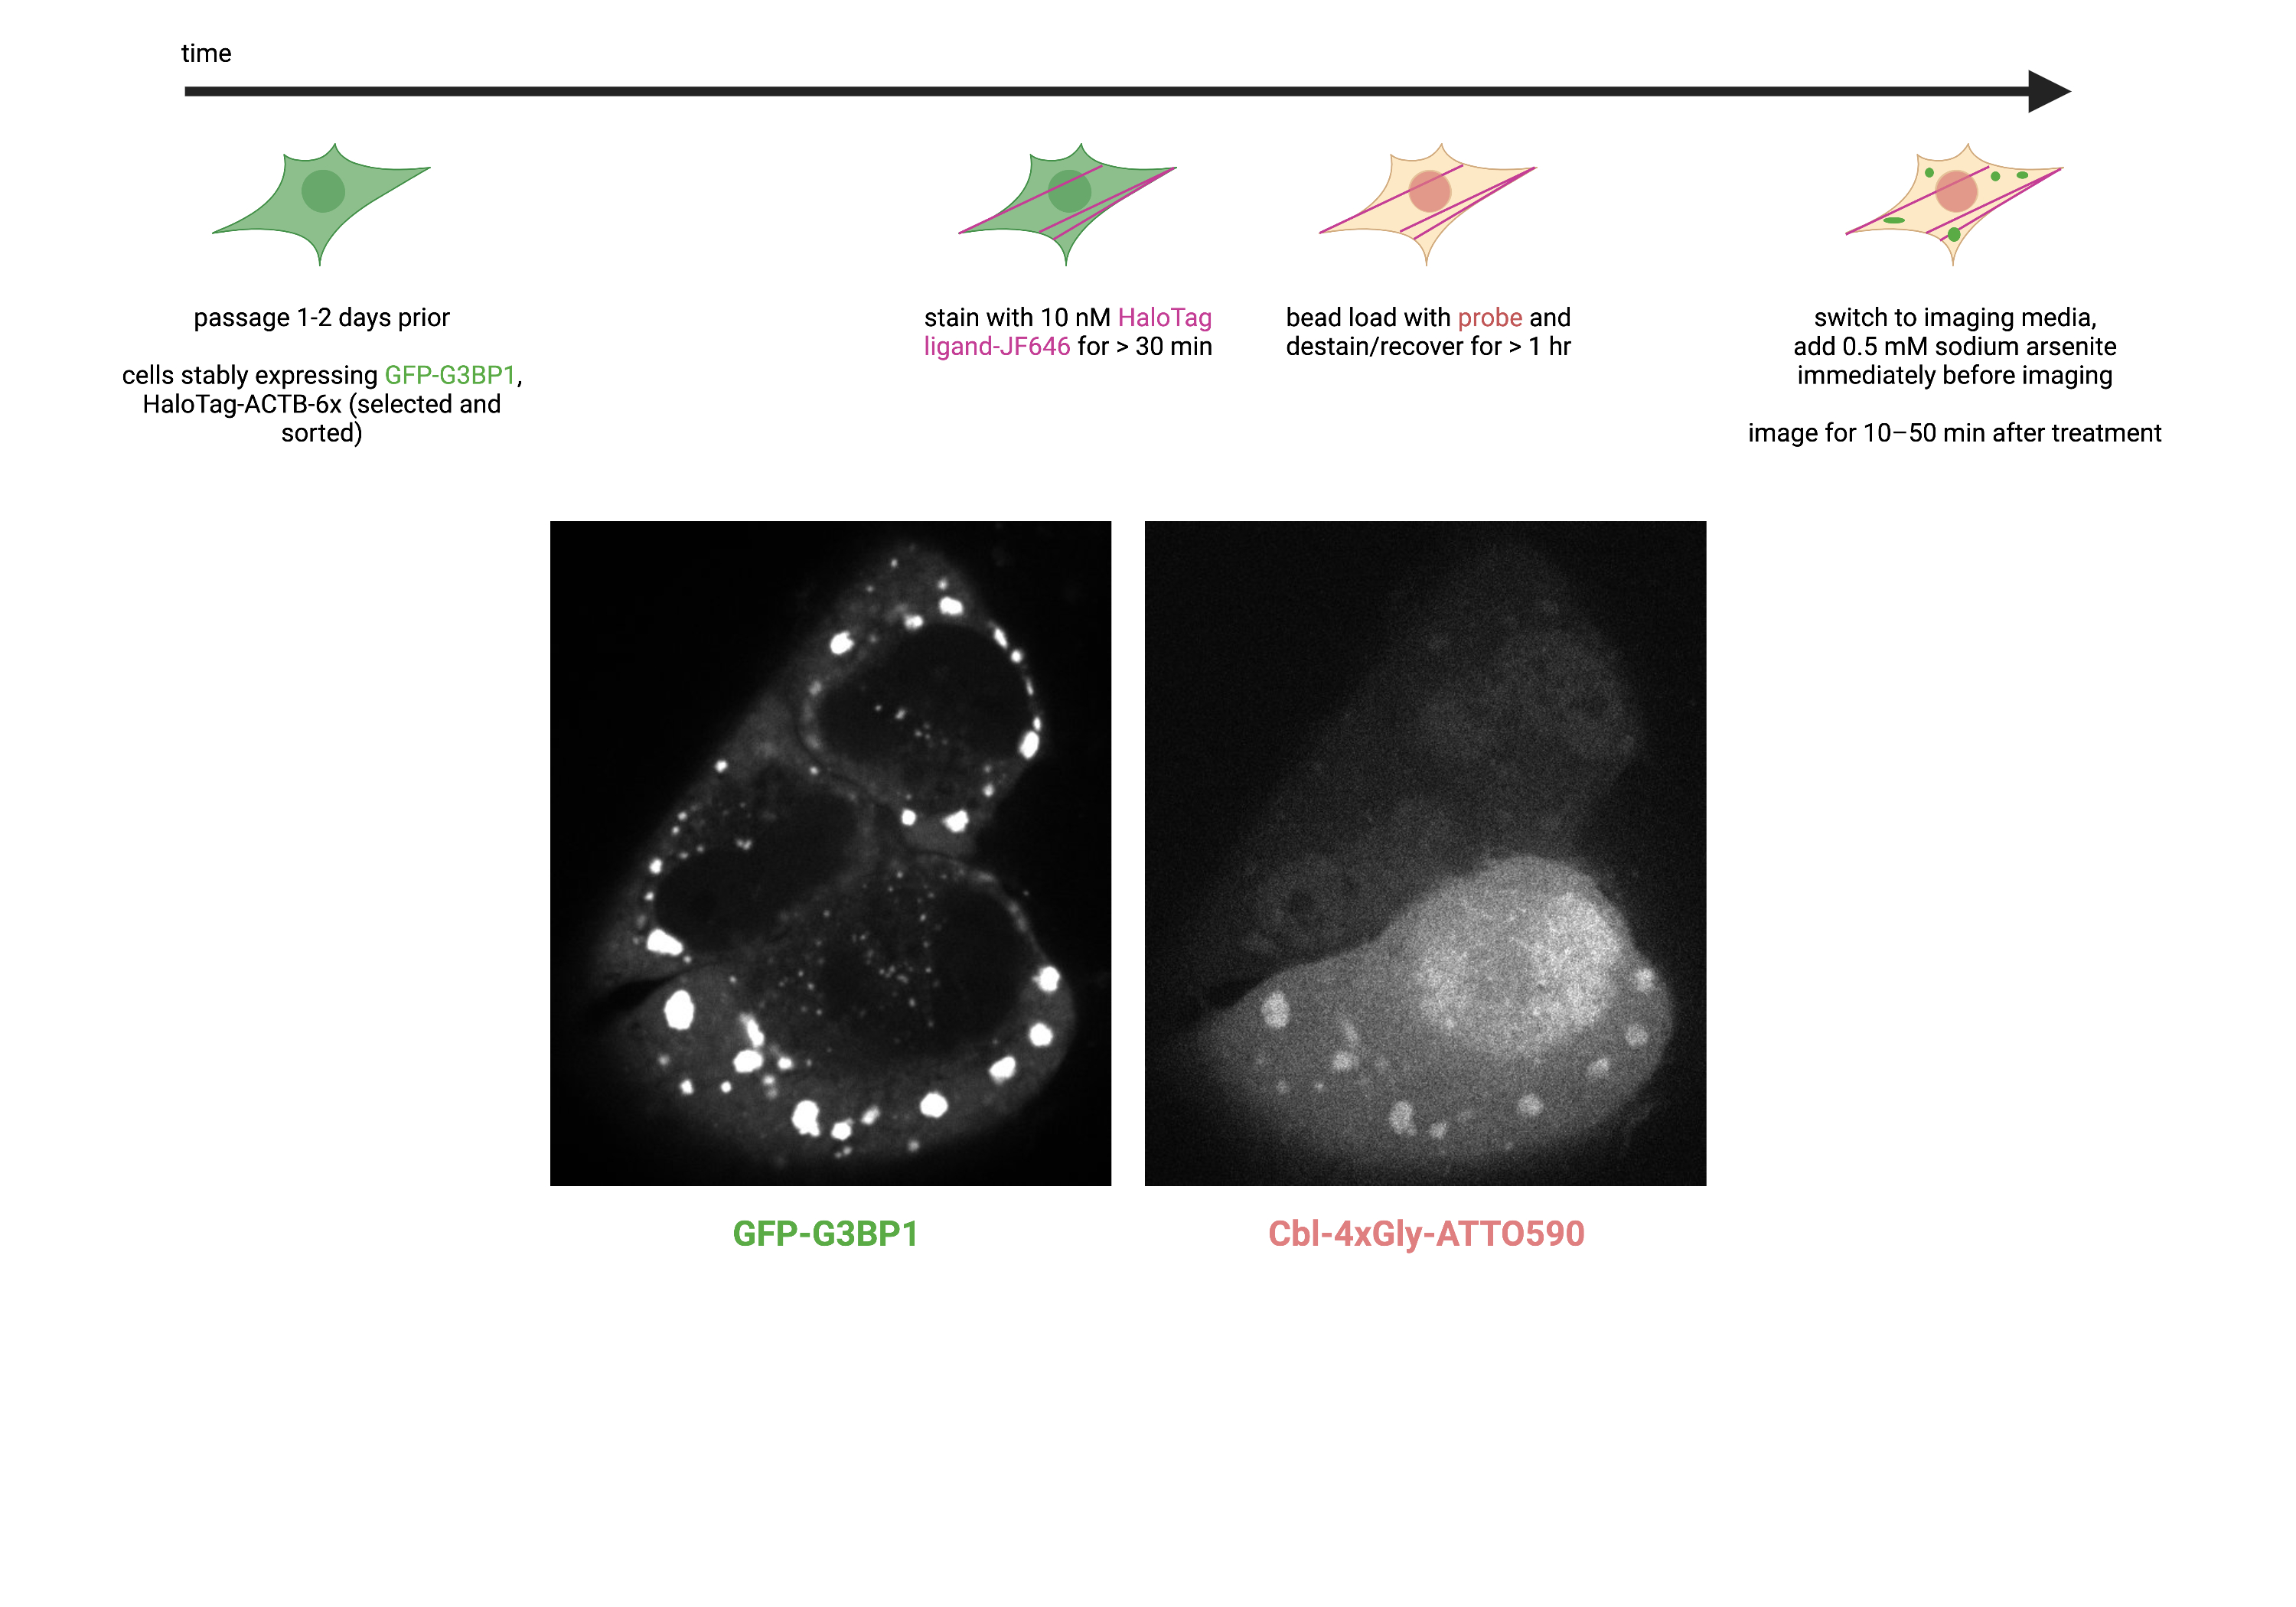 time
passage 1-2 days prior
cells stably expressing GFP-G3BP1,
HaloTag-ACTB-6x (selected and
sorted)
stain with 10 nM HaloTag
ligand-JF646 for > 30 min
bead load with probe and
destain/recover for > 1 hr
switch to imaging media,
add 0.5 mM sodium arsenite
immediately before imaging
image for 10–50 min after treatment
GFP-G3BP1
Cbl-4xGly-ATTO590